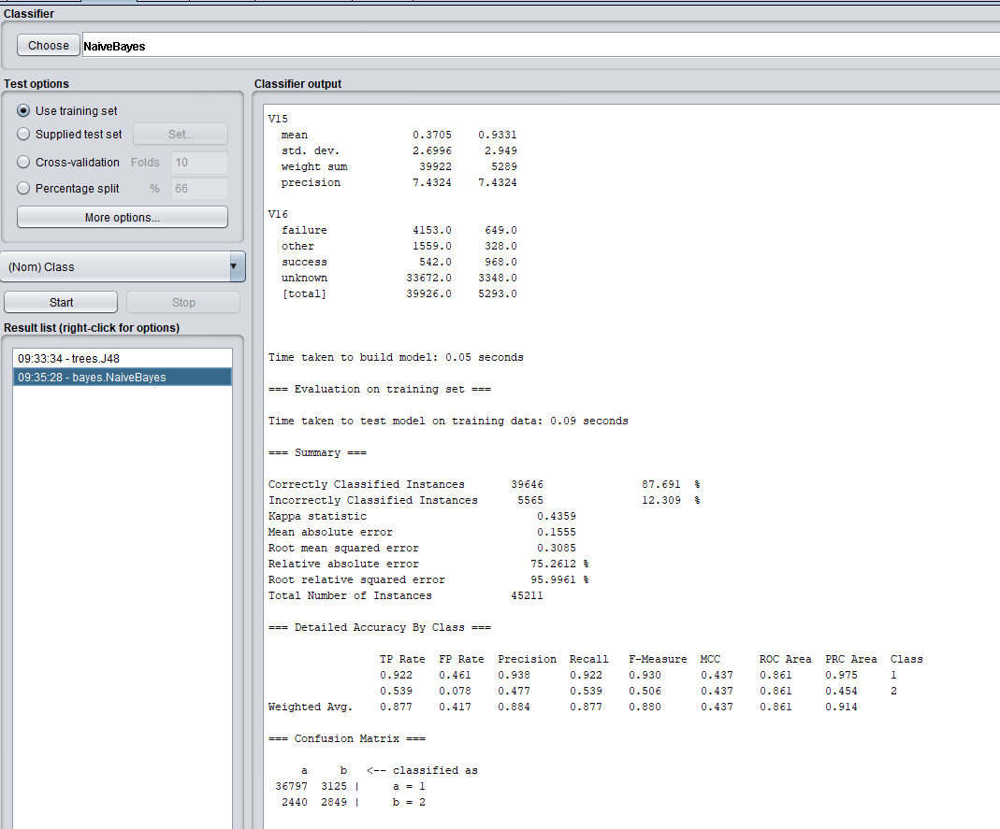 Classifier
Choose NaiveBayes
Test options
Use training set
Supplied test set Set...
Cross-validation Folds 10
Percentage split % 66
More options...
(Nom) Class
Start Stop
Result list (right-click for options)
09:33:34 - trees.J48
09:35:28 - bayes.NaiveBayes
Classifier output
V15
mean 0.3705 0.9331
std. dev. 2.6996 2.949
weight sum 39922 5289
precision 7.4324 7.4324
V16
failure 4153.0 649.0
other 1559.0 328.0
success 542.0 968.0
unknown 33672.0 3348.0
[total] 39926.0 5293.0
Time taken to build model: 0.05 seconds
=== Evaluation on training set ===
Time taken to test model on training data: 0.09 seconds
=== Summary ===
Correctly Classified Instances 39646 87.691 %
Incorrectly Classified Instances 5565 12.309 %
Kappa statistic 0.4359
Mean absolute error 0.1555
Root mean squared error 0.3085
Relative absolute error 75.2612 %
Root relative squared error 95.9961 %
Total Number of Instances 45211
=== Detailed Accuracy By Class ===
TP Rate FP Rate Precision Recall F-Measure MCC ROC Area PRC Area Class
0.922 0.461 0.938 0.922 0.930 0.437 0.861 0.975 1
0.539 0.078 0.477 0.539 0.506 0.437 0.861 0.454 2
Weighted Avg. 0.877 0.417 0.884 0.877 0.880 0.437 0.861 0.914
=== Confusion Matrix ===
a b <-- classified as
36797 3125 | a = 1
2440 2849 | b = 2